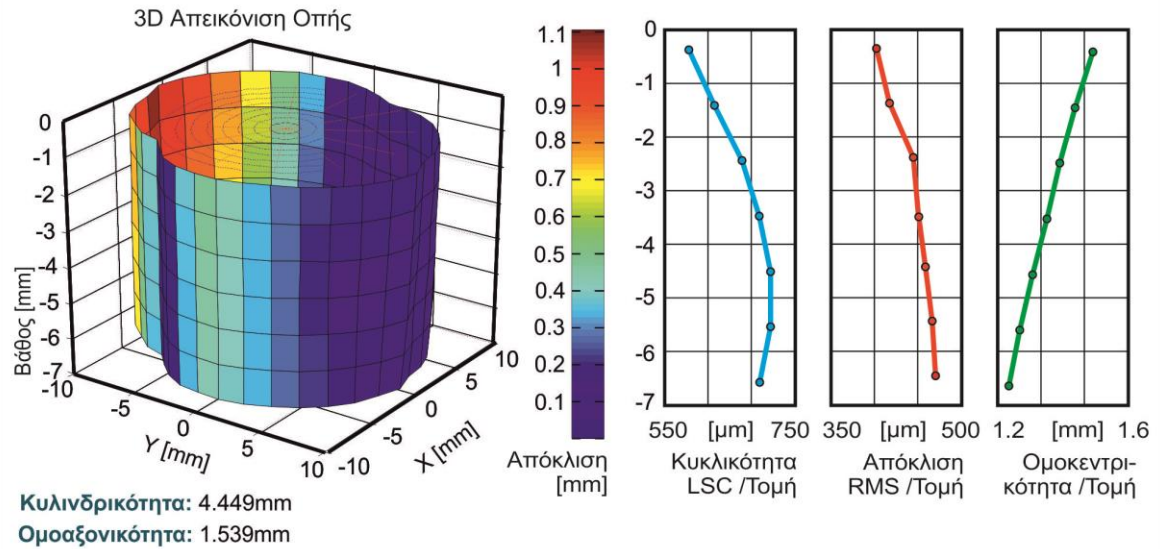 3D Απεικόνιση Οπής
0
-1
-2
-3
-4
-5
-6
-7
Βάθος [mm]
-10
-5
0
5
10
Y [mm]
-10
-5
0
5
10
X [mm]
1.1
1
0.9
0.8
0.7
0.6
0.5
0.4
0.3
0.2
0.1
Απόκλιση
[mm]
-0
-1
-2
-3
-4
-5
-6
-7
550 [μm] 750
Κυκλικότητα
LSC /Τομή
350 [μm] 500
Απόκλιση
RMS /Τομή
1.2 [mm] 1.6
Ομοκεντρι-
κότητα /Τομή
Κυλινδρικότητα: 4.449mm
Ομοαξονικότητα: 1.539mm